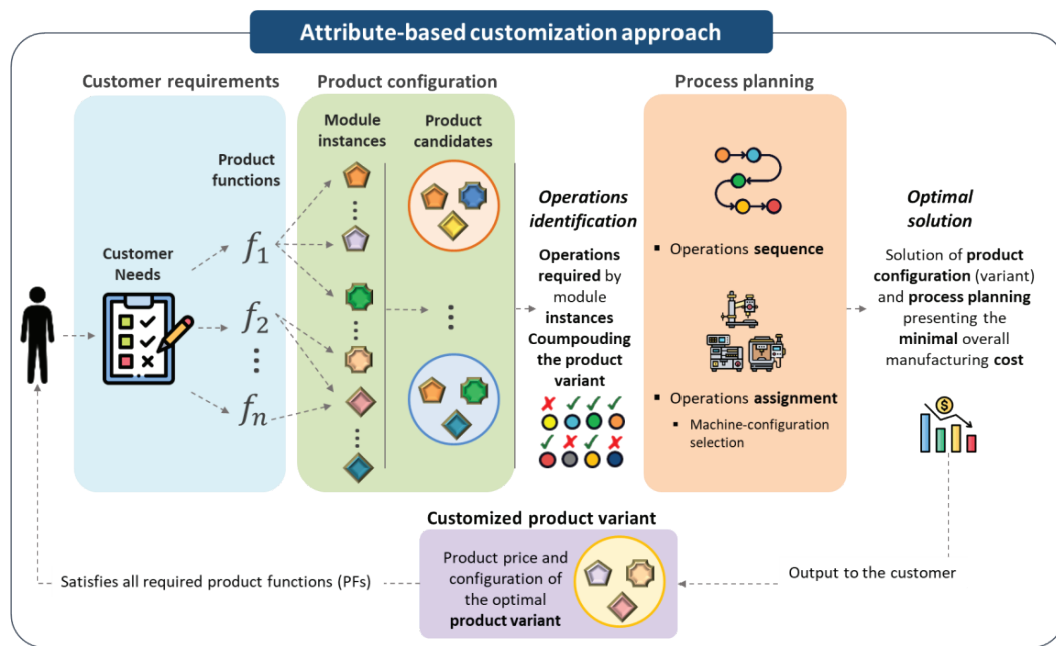 Attribute-based customization approach
Customer requirements
Product configuration
Process planning
Product
functions
Customer
Needs
f1
f2
fn
Module
instances
Product
candidates
Operations
identification
Operations
required by
module
instances
Coumpouding
the product
variant
▪ Operations sequence
▪ Operations assignment
▪ Machine-configuration
selection
Optimal
solution
Solution of product
configuration (variant)
and process planning
presenting the
minimal overall
manufacturing cost
$
Customized product variant
Product price and
configuration of
the optimal
product variant
Output to the customer
Satisfies all required product functions (PFs)